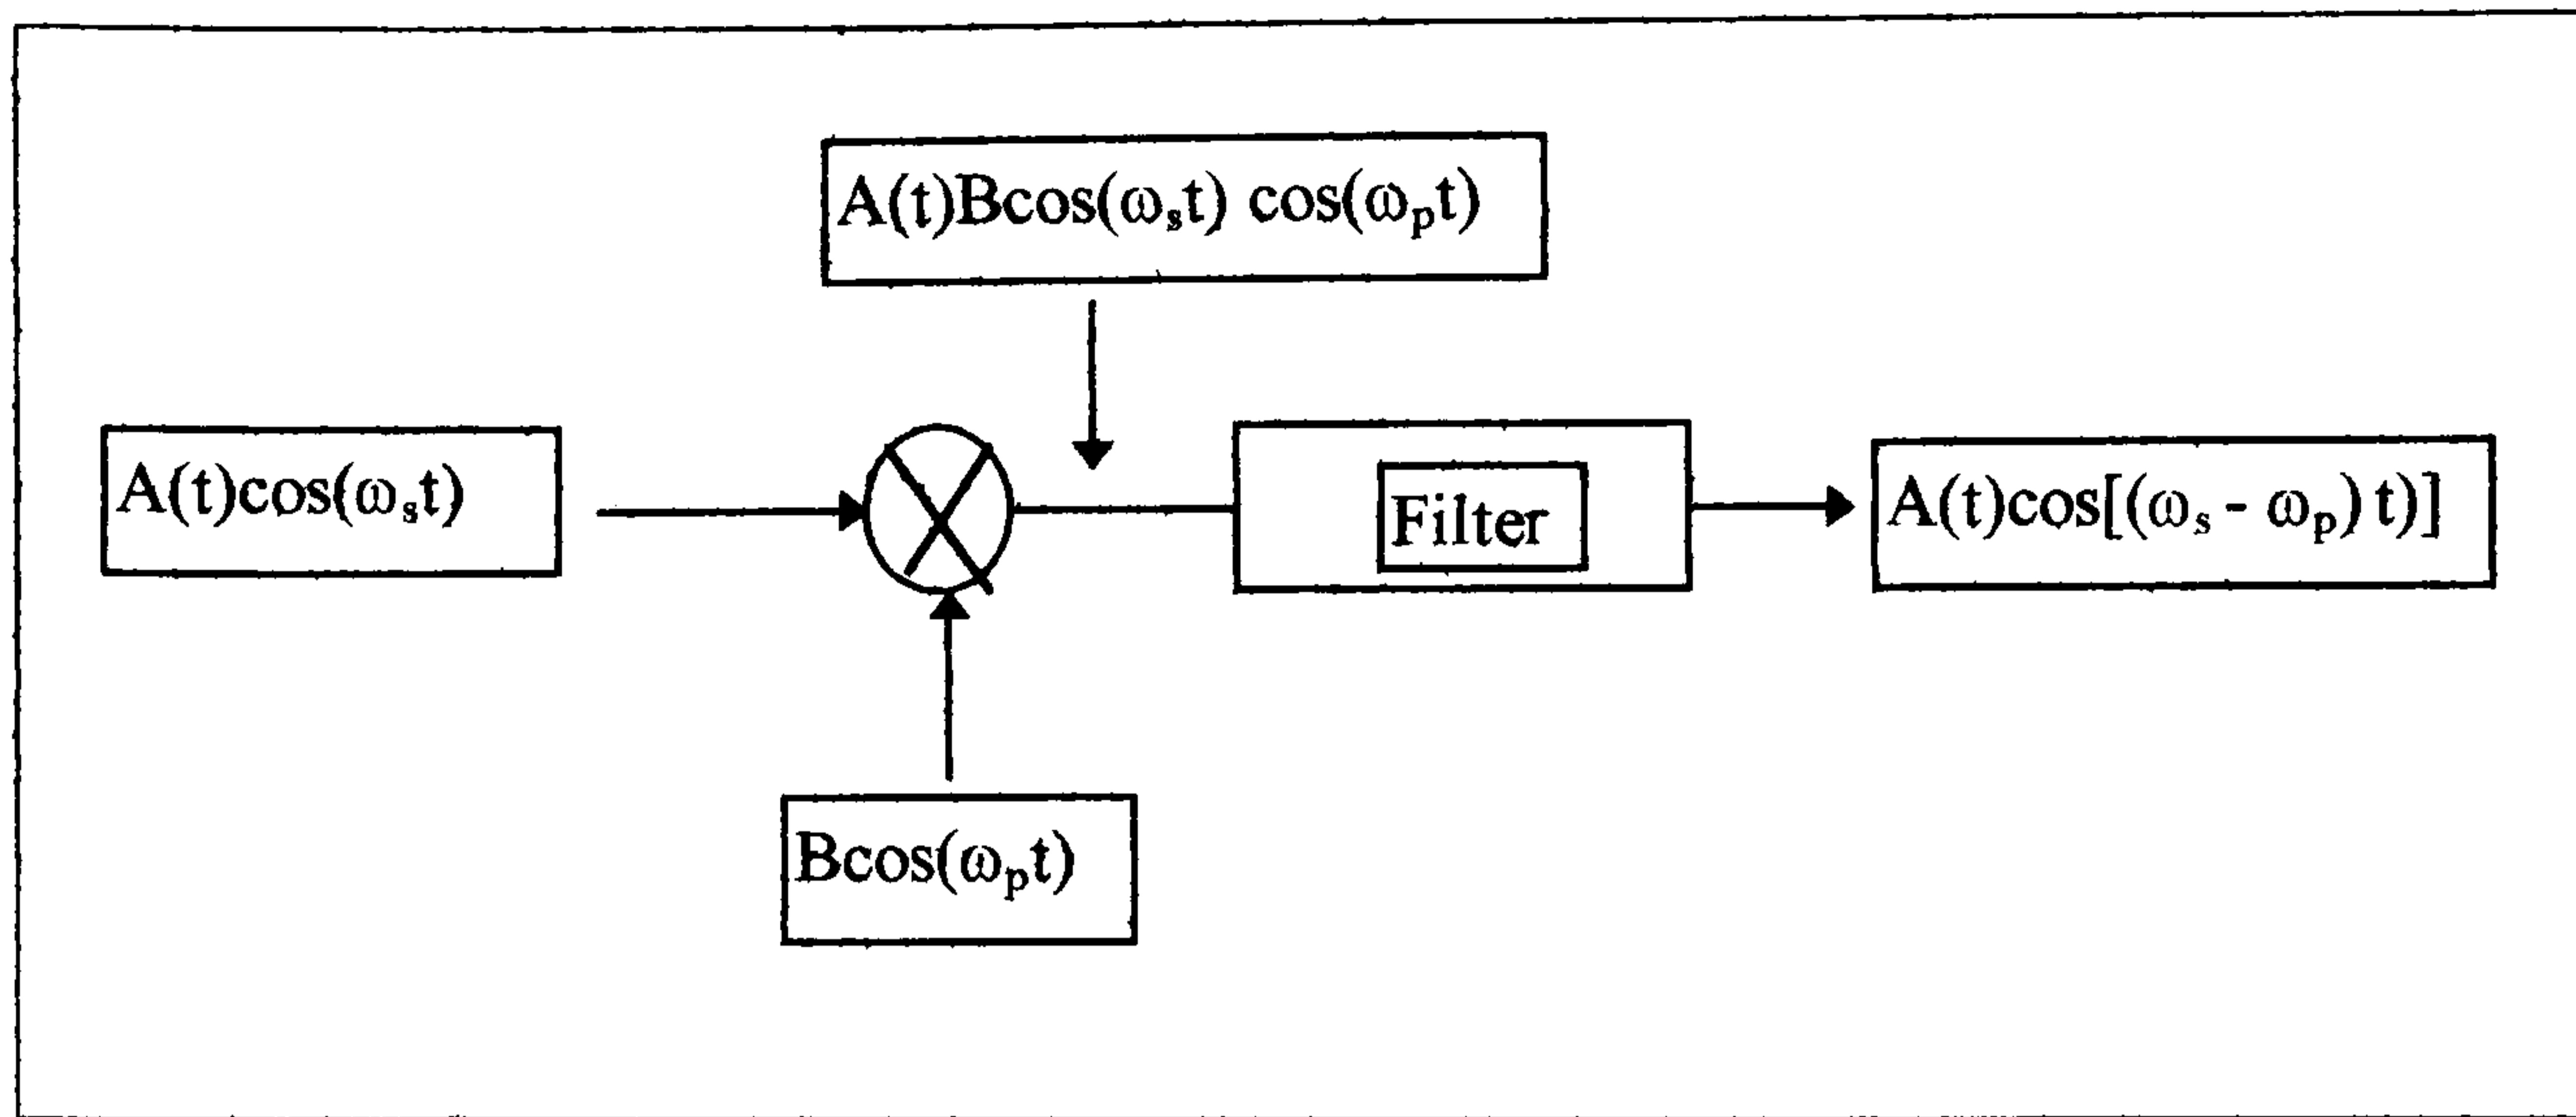 A(t)Bcos(ωₛt) cos(ωₚt)
A(t)cos(ωₛt)
Filter
A(t)cos[(ωₛ - ωₚ) t)]
Bcos(ωₚt)